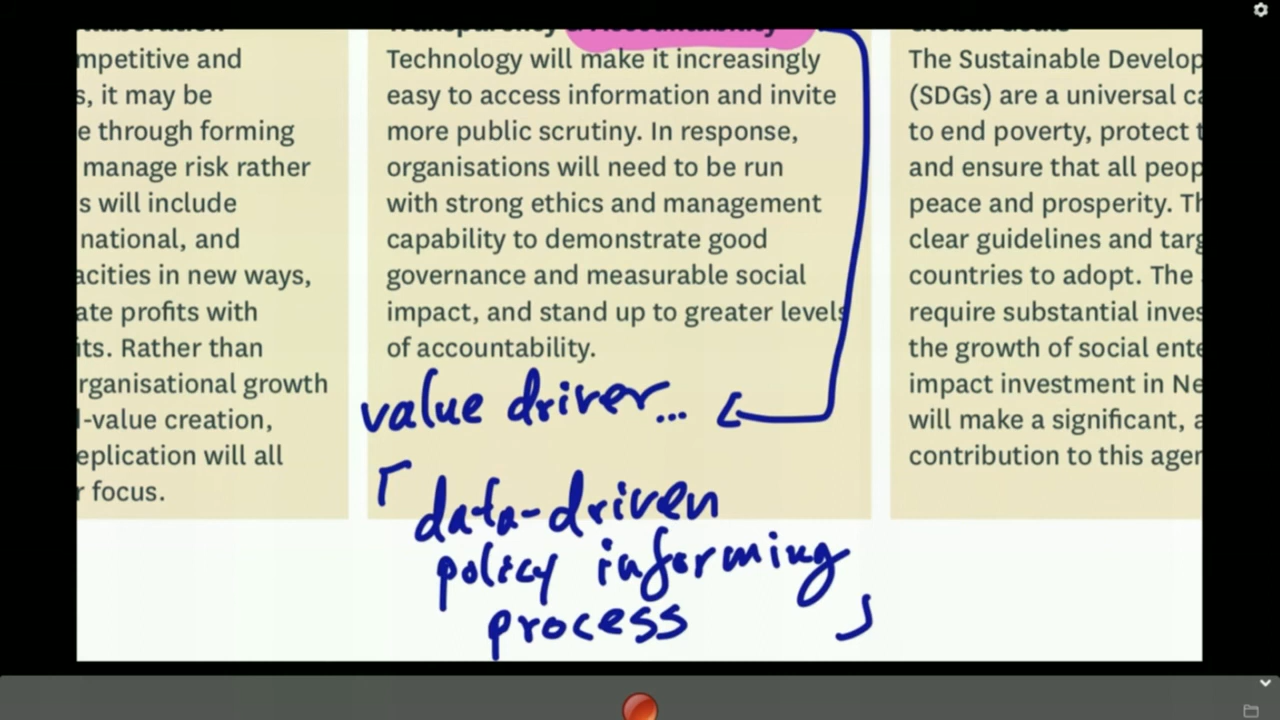 mpetitive and
s, it may be
e through forming
manage risk rather
s will include
national, and
acities in new ways,
ate profits with
its. Rather than
rganisational growth
l-value creation,
eplication will all
r focus.
Technology will make it increasingly
easy to access information and invite
more public scrutiny. In response,
organisations will need to be run
with strong ethics and management
capability to demonstrate good
governance and measurable social
impact, and stand up to greater levels
of accountability.
value driver...
「data-driven
policy informing
process」
The Sustainable Develop
(SDGs) are a universal ca
to end poverty, protect t
and ensure that all peop
peace and prosperity. Th
clear guidelines and targ
countries to adopt. The
require substantial inves
the growth of social ente
impact investment in Ne
will make a significant, a
contribution to this agen